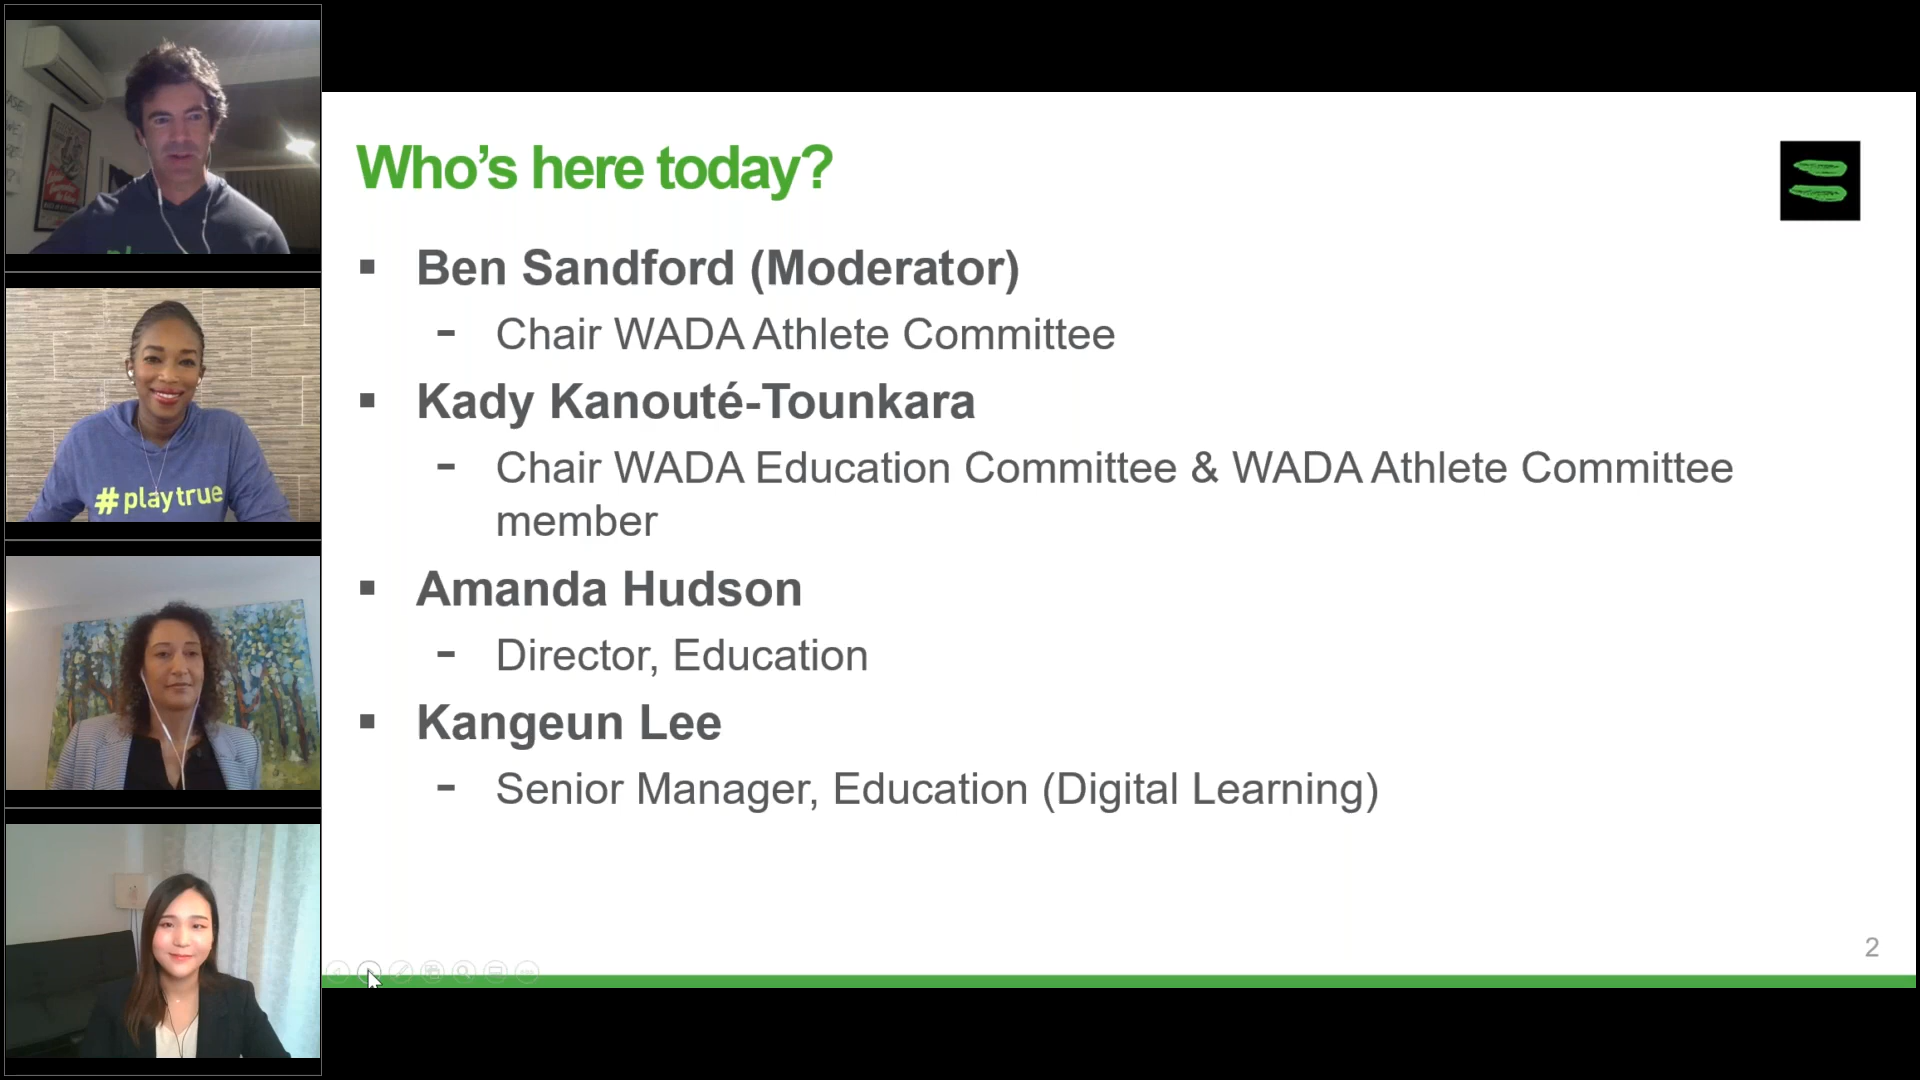 Who's here today?
▪ Ben Sandford (Moderator)
- Chair WADA Athlete Committee
▪ Kady Kanouté-Tounkara
- Chair WADA Education Committee & WADA Athlete Committee
member
▪ Amanda Hudson
- Director, Education
▪ Kangeun Lee
- Senior Manager, Education (Digital Learning)
2
#playtrue